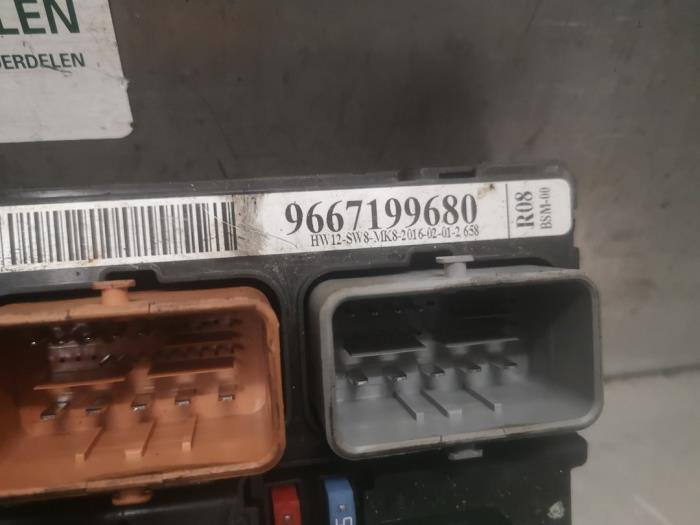 LEN
ERDELEN
9667199680
HW12-SW8-MK8-2016-02-01-2 658
R08
BSM-00